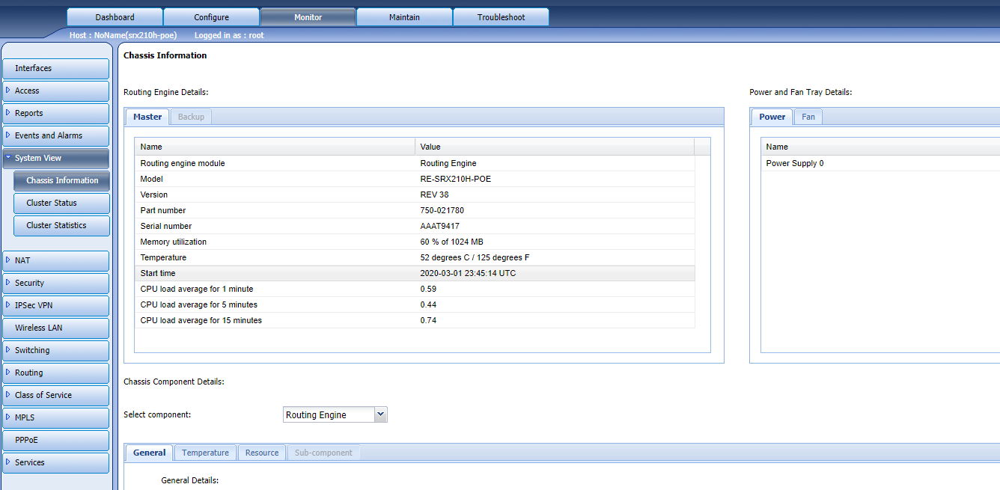 Dashboard Configure Monitor Maintain Troubleshoot
Host : NoName(srx210h-poe) Logged in as : root
Interfaces
Access
Reports
Events and Alarms
System View
Chassis Information
Cluster Status
Cluster Statistics
NAT
Security
IPSec VPN
Wireless LAN
Switching
Routing
Class of Service
MPLS
PPPoE
Services
Chassis Information
Routing Engine Details:
Master Backup
Name Value
Routing engine module Routing Engine
Model RE-SRX210H-POE
Version REV 38
Part number 750-021780
Serial number AAAT9417
Memory utilization 60 % of 1024 MB
Temperature 52 degrees C / 125 degrees F
Start time 2020-03-01 23:45:14 UTC
CPU load average for 1 minute 0.59
CPU load average for 5 minutes 0.44
CPU load average for 15 minutes 0.74
Power and Fan Tray Details:
Power Fan
Name
Power Supply 0
Chassis Component Details:
Select component: Routing Engine
General Temperature Resource Sub-component
General Details: